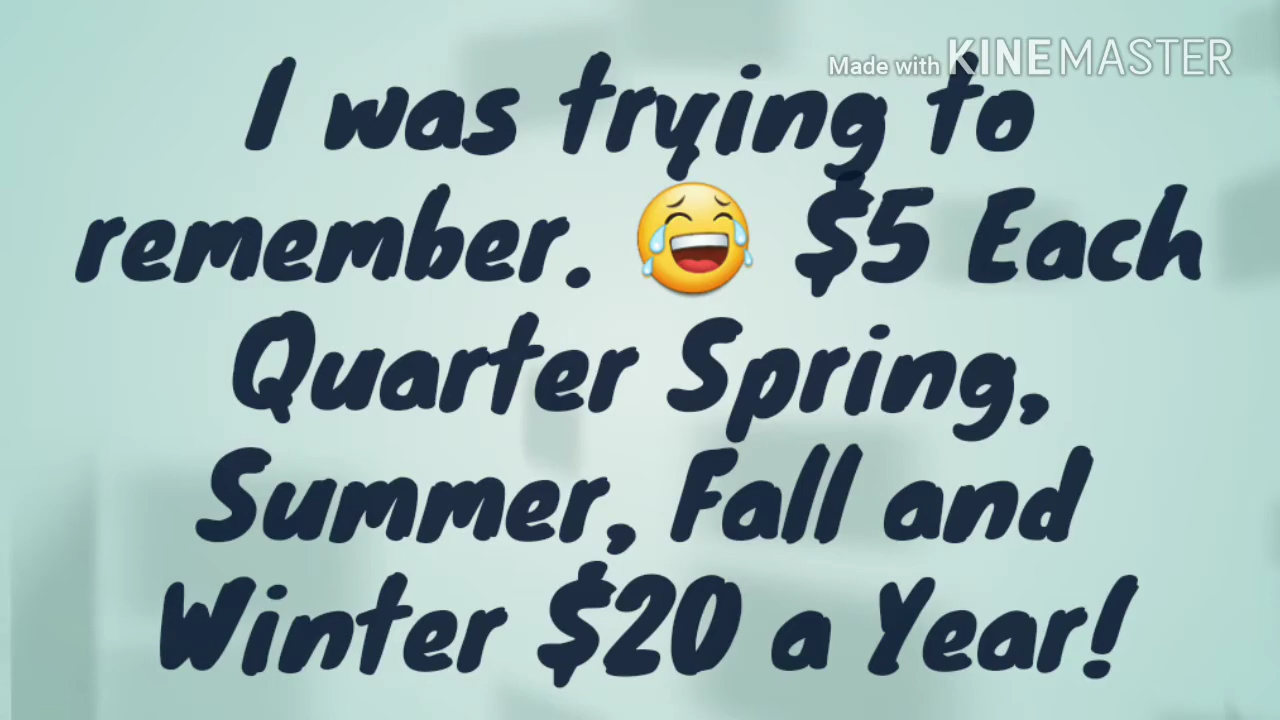 Made with KINEMASTER
I was trying to
remember. 😂 $5 Each
Quarter Spring,
Summer, Fall and
Winter $20 a Year!